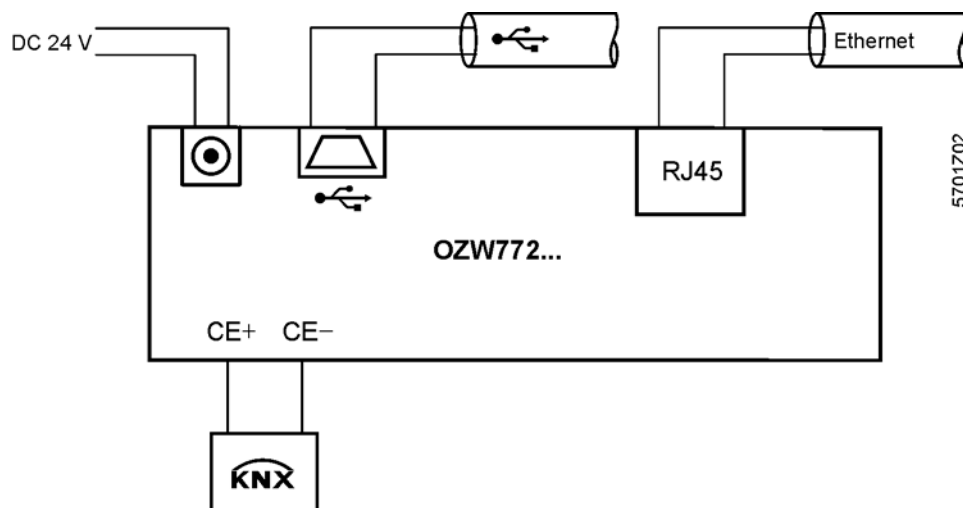 DC 24 V
Ethernet
RJ45
5701Z02
OZW772...
CE+ CE−
KNX